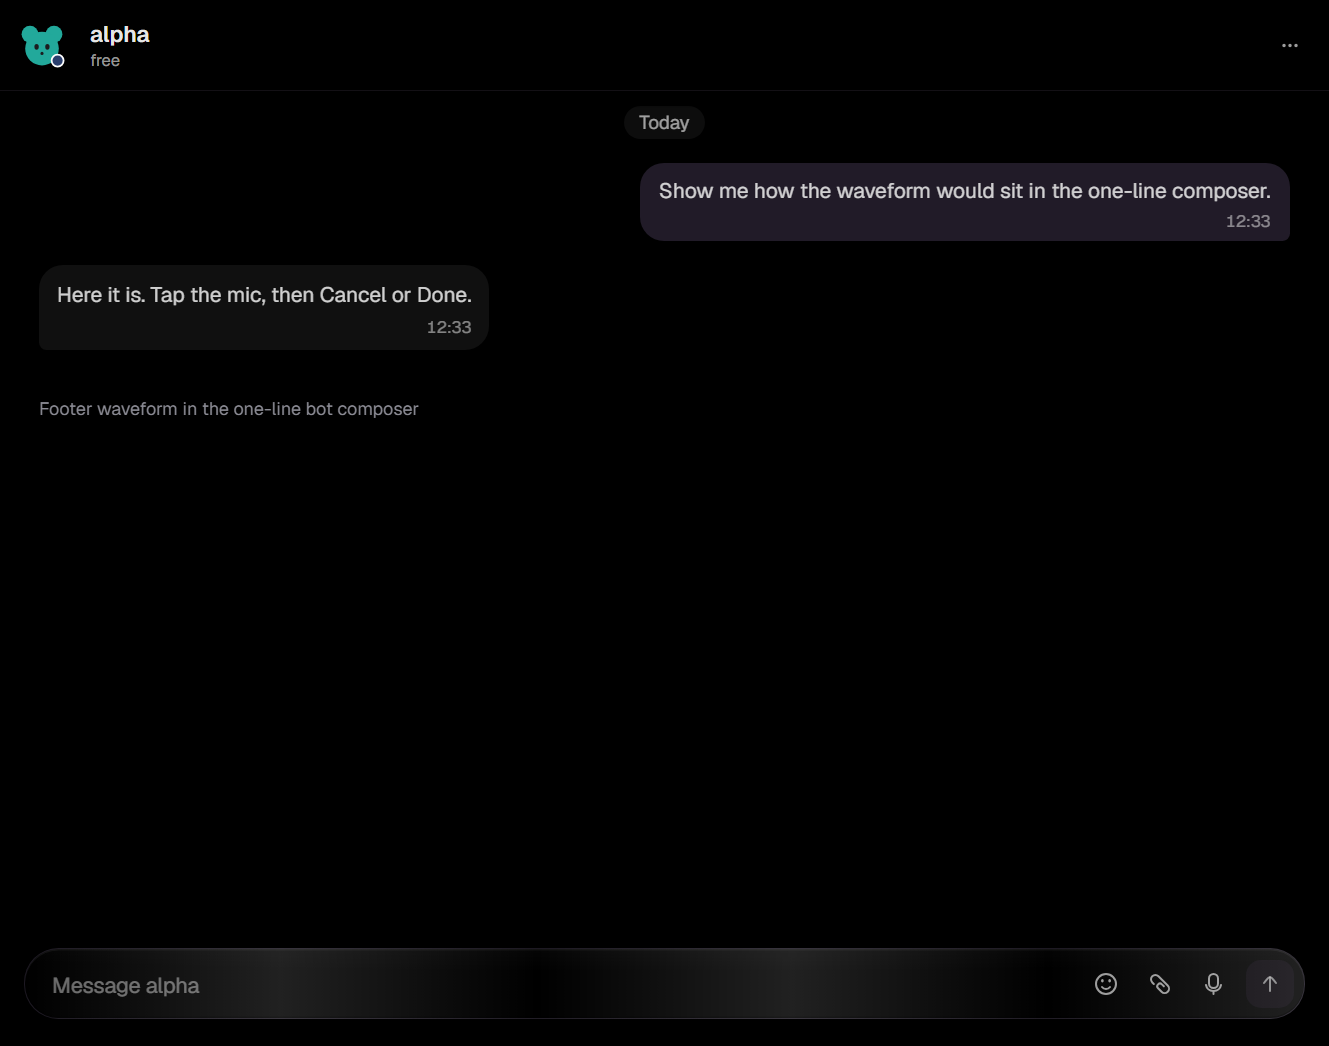 alpha
free
Today
Show me how the waveform would sit in the one-line composer.
12:33
Here it is. Tap the mic, then Cancel or Done.
12:33
Footer waveform in the one-line bot composer
Message alpha